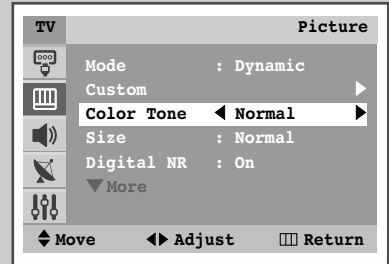 TV Picture
Mode : Dynamic
Custom
Color Tone Normal
Size : Normal
Digital NR : On
More
Move Adjust Return